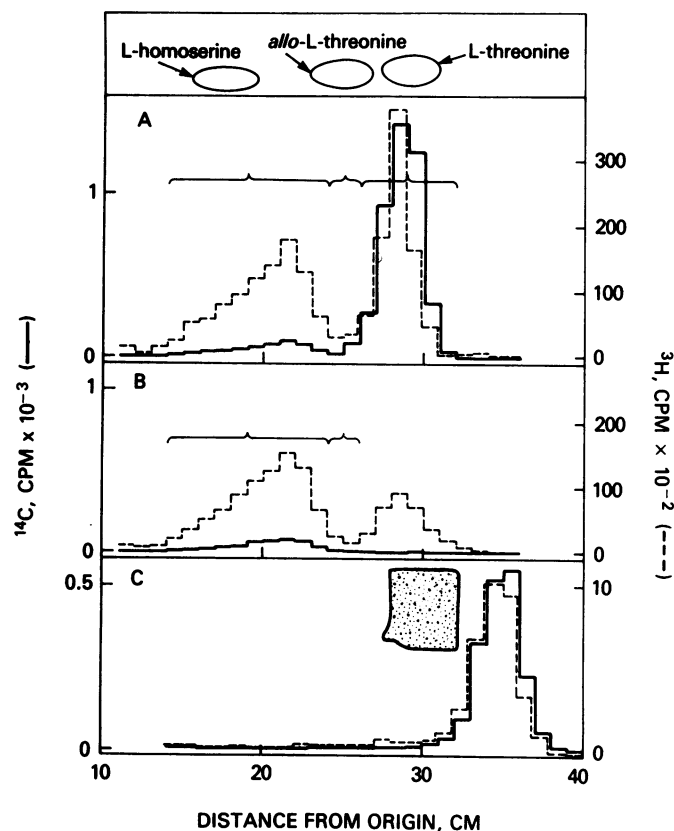 L-homoserine
allo-L-threonine
L-threonine
A
1
0
300
200
100
0
B
1
0
200
100
0
C
0.5
0
10
0
10 20 30 40
DISTANCE FROM ORIGIN, CM
¹⁴C, CPM x 10⁻³ (——)
³H, CPM × 10⁻² (---)